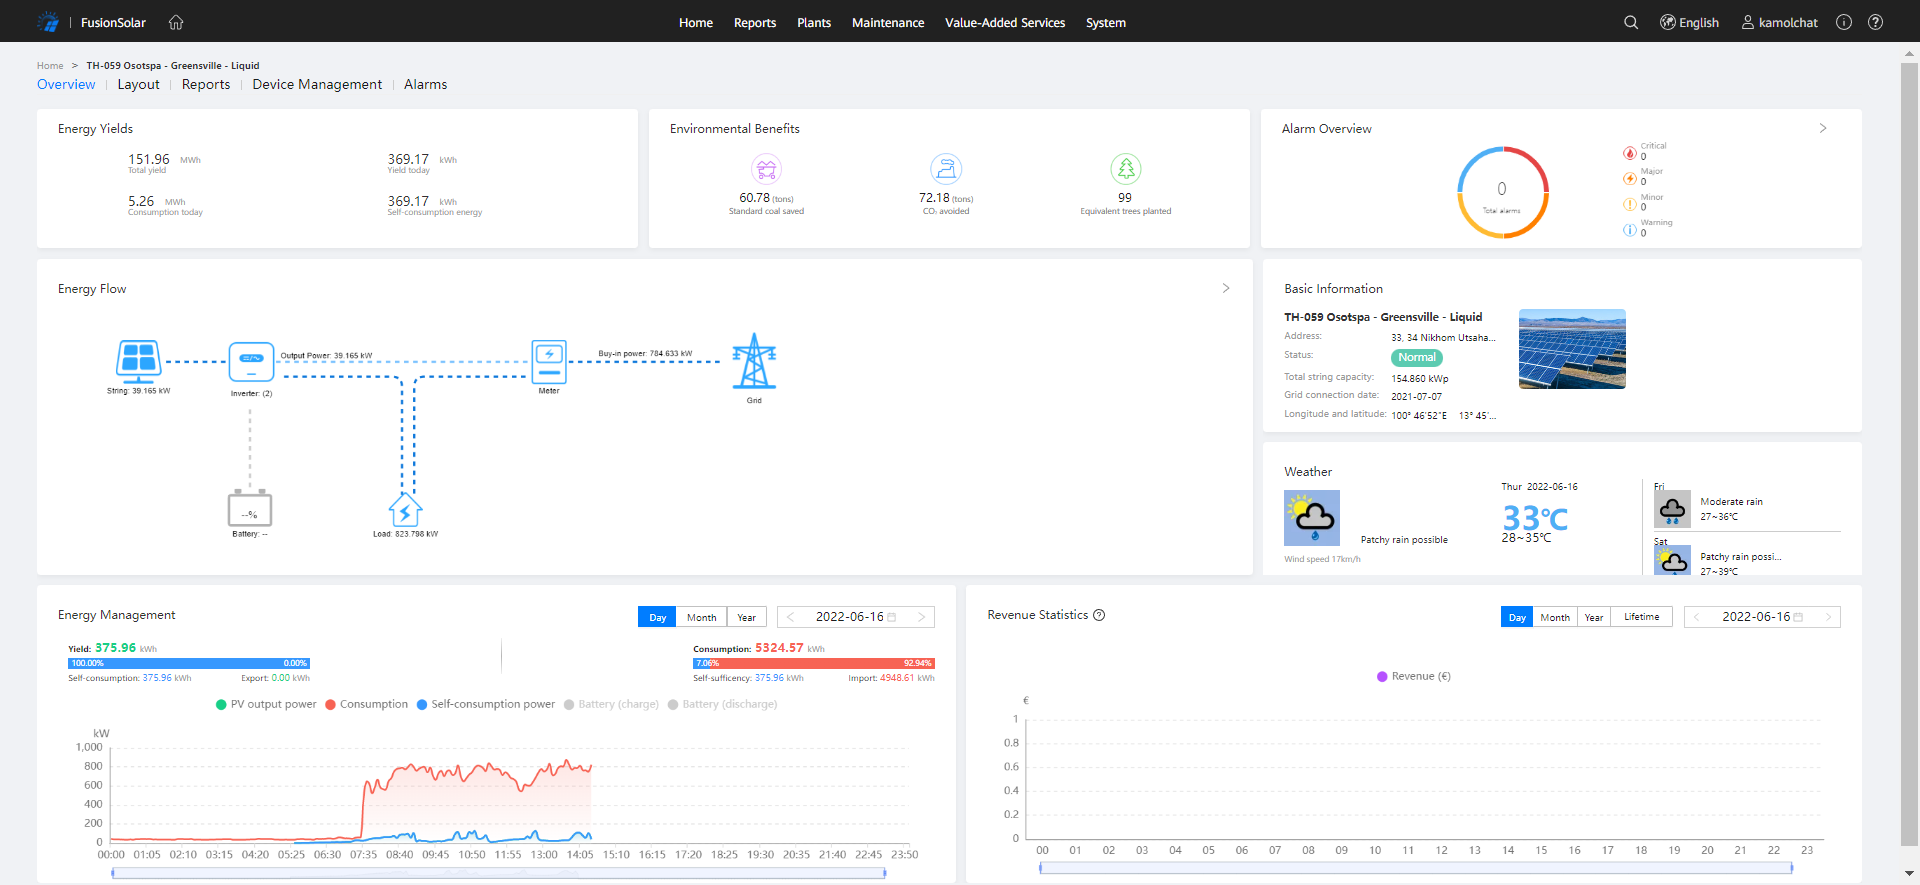 | FusionSolar
Home Reports Plants Maintenance Value-Added Services System
English kamolchat
Home > TH-059 Osotspa - Greensville - Liquid
Overview | Layout | Reports | Device Management | Alarms
Energy Yields
151.96 MWh
Total yield
369.17 kWh
Yield today
5.26 MWh
Consumption today
369.17 kWh
Self-consumption energy
Environmental Benefits
60.78 (tons)
Standard coal saved
72.18 (tons)
CO₂ avoided
99
Equivalent trees planted
Alarm Overview
0
Total alarms
Critical
0
Major
0
Minor
0
Warning
0
Energy Flow
String: 39.165 kW
Inverter: (2)
Output Power: 39.165 kW
Meter
Buy-in power: 784.633 kW
Grid
--%
Battery: --
Load: 823.798 kW
Basic Information
TH-059 Osotspa - Greensville - Liquid
Address: 33, 34 Nikhom Utsaha...
Status: Normal
Total string capacity: 154.860 kWp
Grid connection date: 2021-07-07
Longitude and latitude: 100° 46'52"E 13° 45'...
Weather
Patchy rain possible
Wind speed 17km/h
Thur 2022-06-16
33℃
28~35℃
Fri
Moderate rain
27~36℃
Sat
Patchy rain possi...
27~39℃
Energy Management
Day Month Year
2022-06-16
Yield: 375.96 kWh
100.00% 0.00%
Self-consumption: 375.96 kWh Export: 0.00 kWh
Consumption: 5324.57 kWh
7.06% 92.94%
Self-sufficency: 375.96 kWh Import: 4948.61 kWh
PV output power Consumption Self-consumption power Battery (charge) Battery (discharge)
kW
1,000
800
600
400
200
0
00:00 01:05 02:10 03:15 04:20 05:25 06:30 07:35 08:40 09:45 10:50 11:55 13:00 14:05 15:10 16:15 17:20 18:25 19:30 20:35 21:40 22:45 23:50
Revenue Statistics
Day Month Year Lifetime
2022-06-16
Revenue (€)
€
1
0.8
0.6
0.4
0.2
0
00 01 02 03 04 05 06 07 08 09 10 11 12 13 14 15 16 17 18 19 20 21 22 23